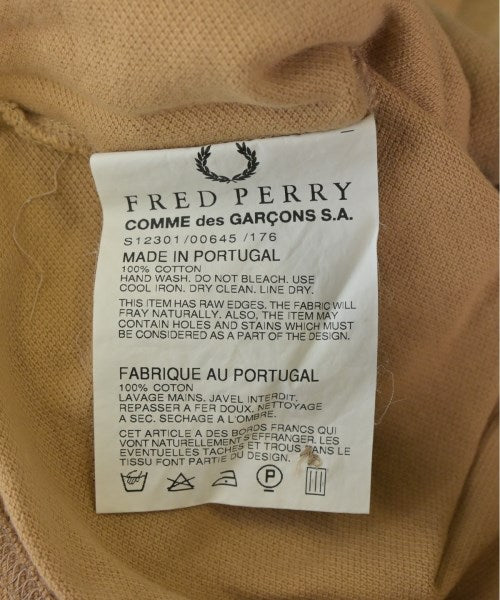 FRED PERRY
COMME des GARÇONS S.A.
S12301/00645 /176
MADE IN PORTUGAL
100% COTTON
HAND WASH. DO NOT BLEACH. USE
COOL IRON. DRY CLEAN. LINE DRY.
THIS ITEM HAS RAW EDGES. THE FABRIC WILL
FRAY NATURALLY. ALSO, THE ITEM MAY
CONTAIN HOLES AND STAINS WHICH MUST
BE CONSIDERED AS A PART OF THE DESIGN.
FABRIQUE AU PORTUGAL
100% COTON
LAVAGE MAINS. JAVEL INTERDIT.
REPASSER A FER DOUX. NETTOYAGE
A SEC. SECHAGE A L'OMBRE.
CET ARTICLE A DES BORDS FRANCS QUI
VONT NATURELLEMENT S'EFFRANGER. LES
EVENTUELLES TACHES ET TROUS DANS LE
TISSU FONT PARTIE DU DESIGN.
P